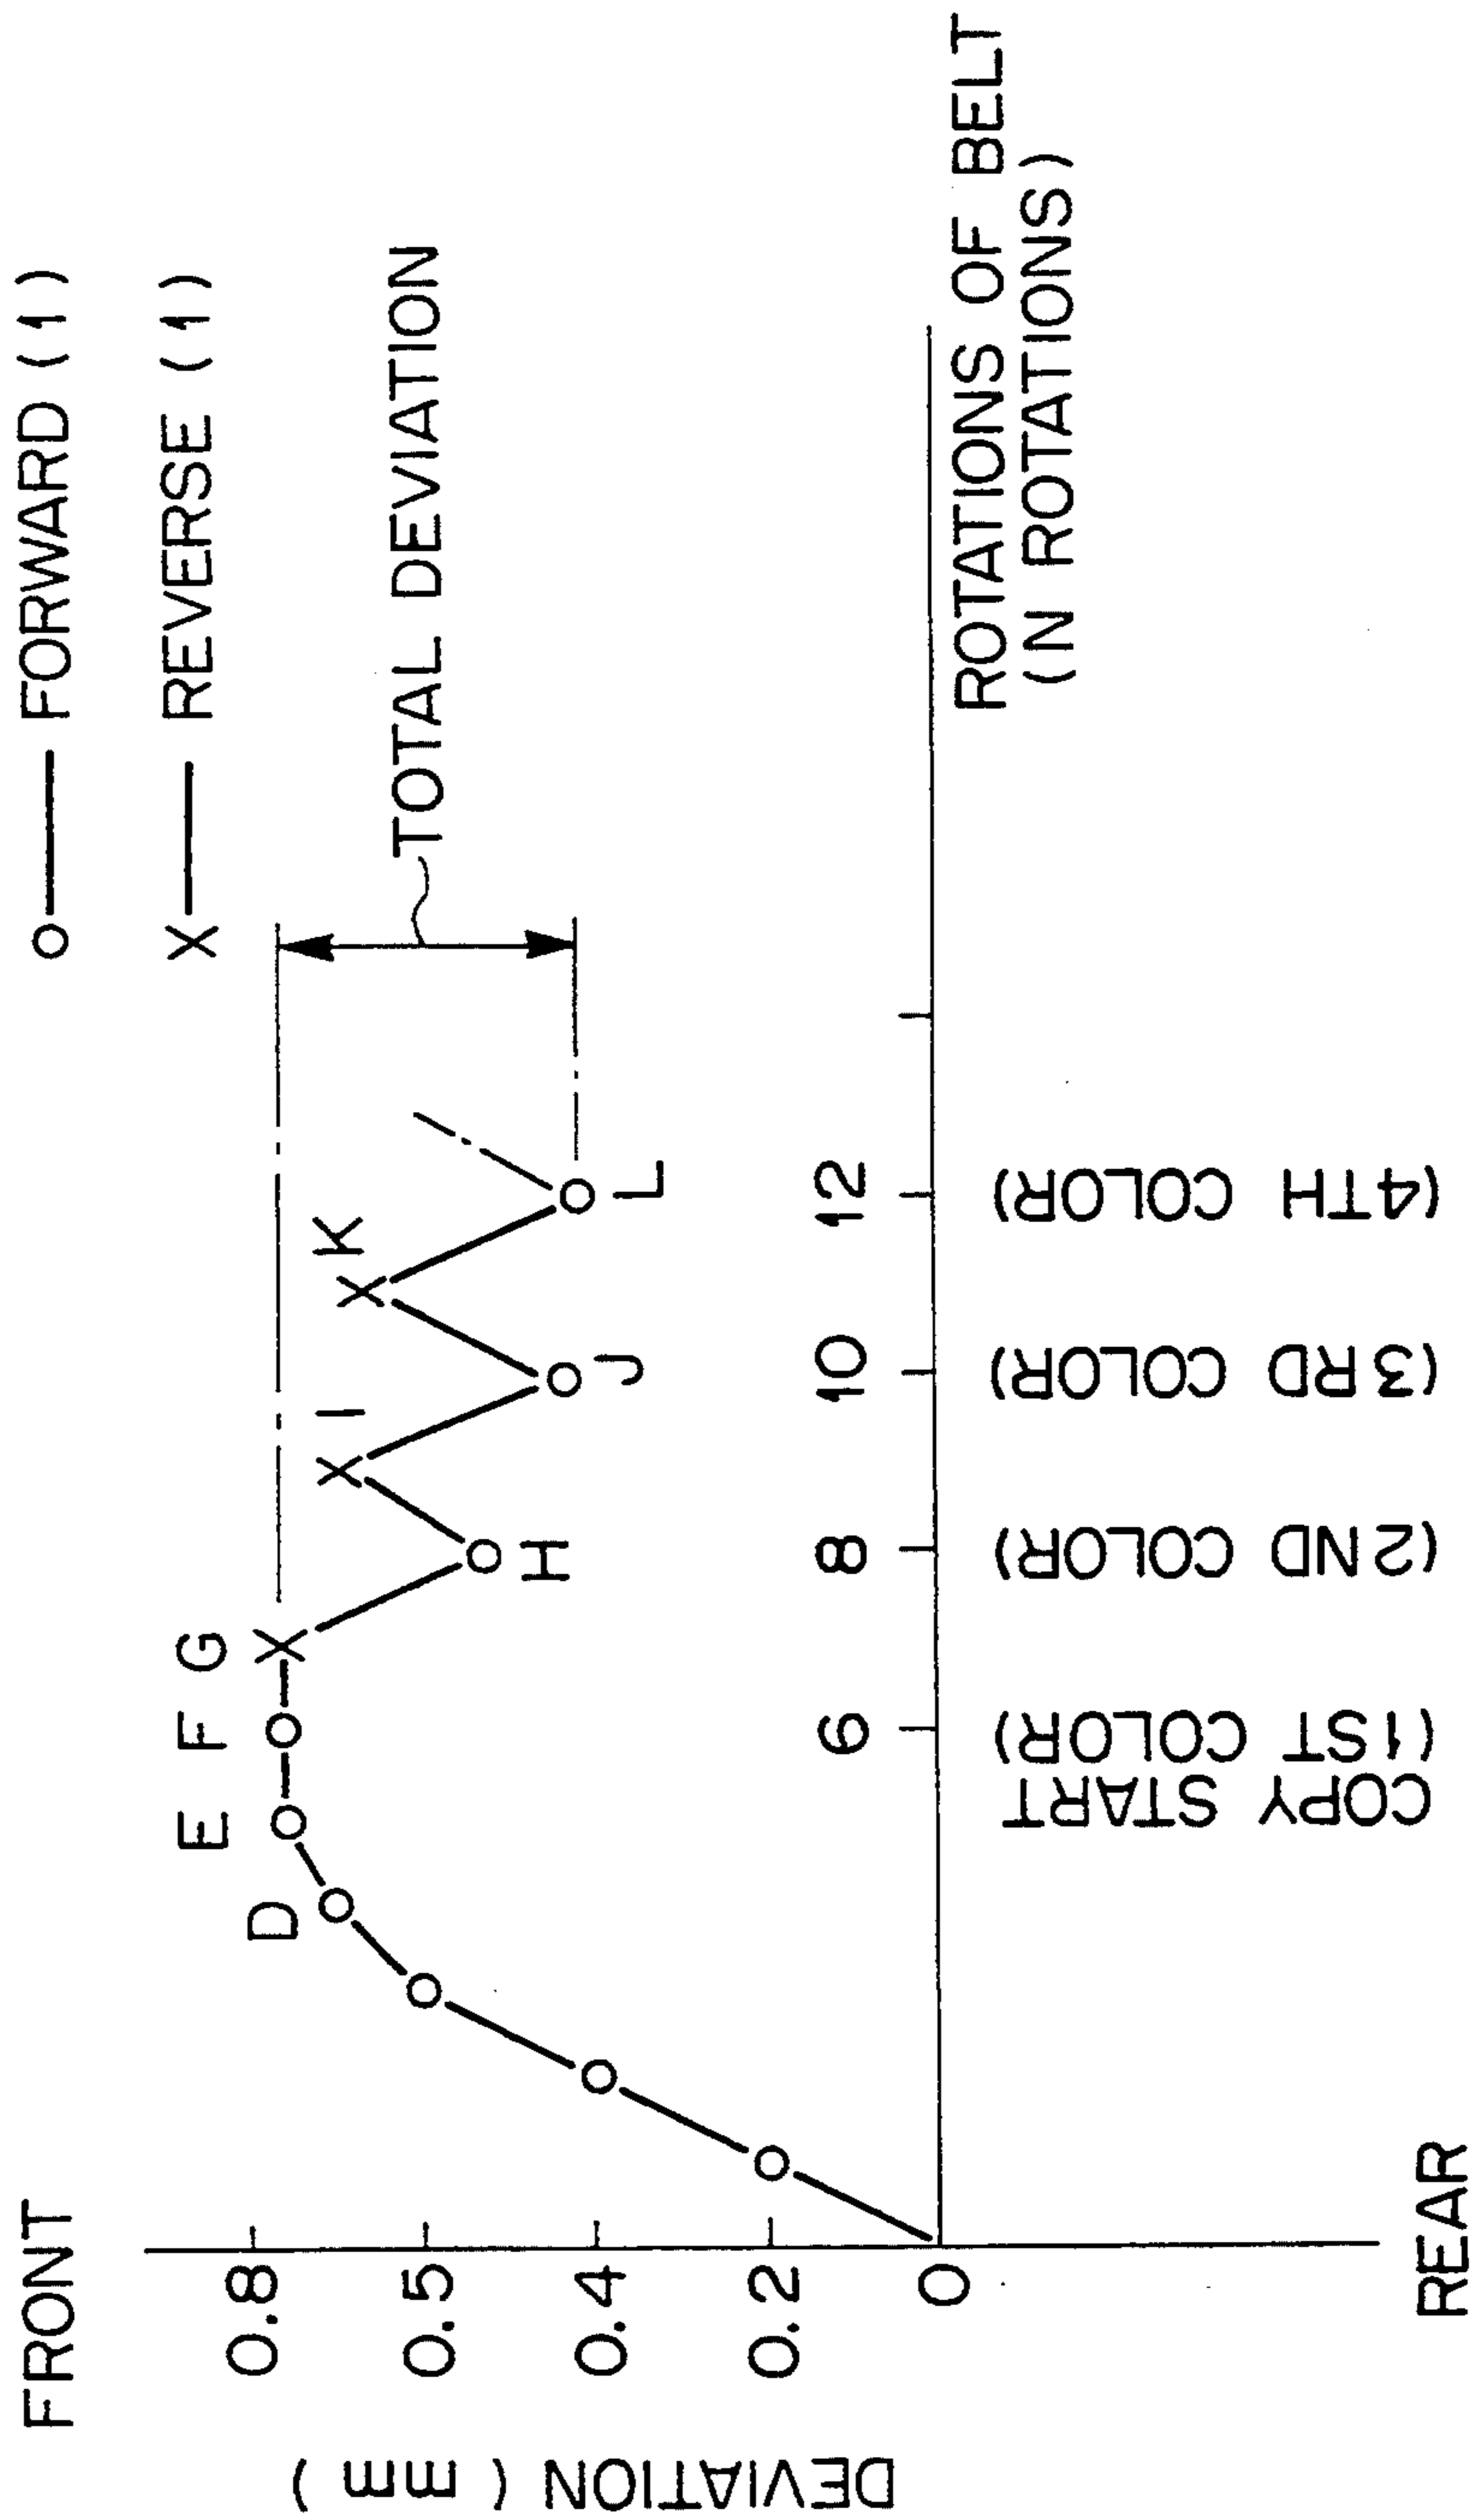 FRONT
o— FORWARD (1)
x— REVERSE (1)
TOTAL DEVIATION
DEVIATION (mm)
0.8
0.5
0.4
0.2
0
D
E
F
G
H
I
J
K
L
6
8
10
12
ROTATIONS OF BELT
(N ROTATIONS)
COPY START
(1ST COLOR)
(2ND COLOR)
(3RD COLOR)
(4TH COLOR)
REAR